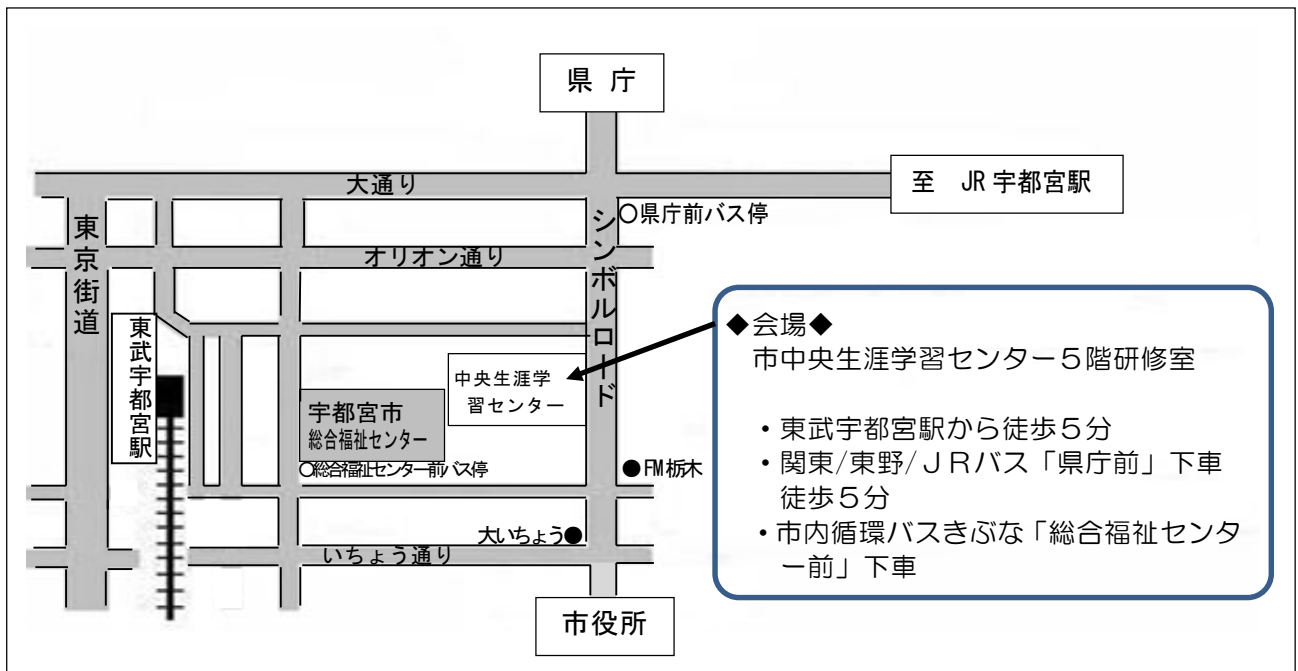 県 庁
大通り
至 JR宇都宮駅
東京街道
シンボルロード
○県庁前バス停
オリオン通り
東武宇都宮駅
◆会場◆
市中央生涯学習センター５階研修室
中央生涯学
習センター
宇都宮市
総合福祉センター
・東武宇都宮駅から徒歩５分
・関東/東野/ＪＲバス「県庁前」下車
徒歩５分
・市内循環バスきぶな「総合福祉センタ
ー前」下車
○総合福祉センター前バス停
●FM栃木
大いちょう●
いちょう通り
市役所